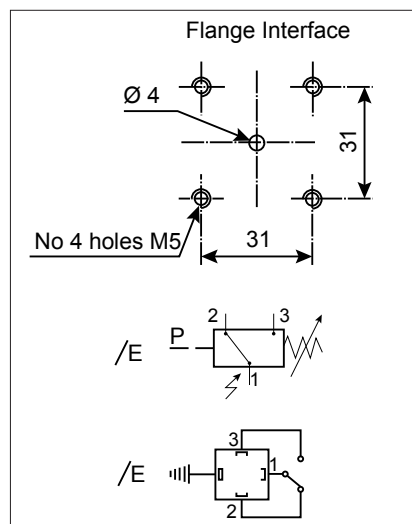 Flange Interface
Ø 4
31
No 4 holes M5
31
2 3
/E P
1
3
/E 1
2